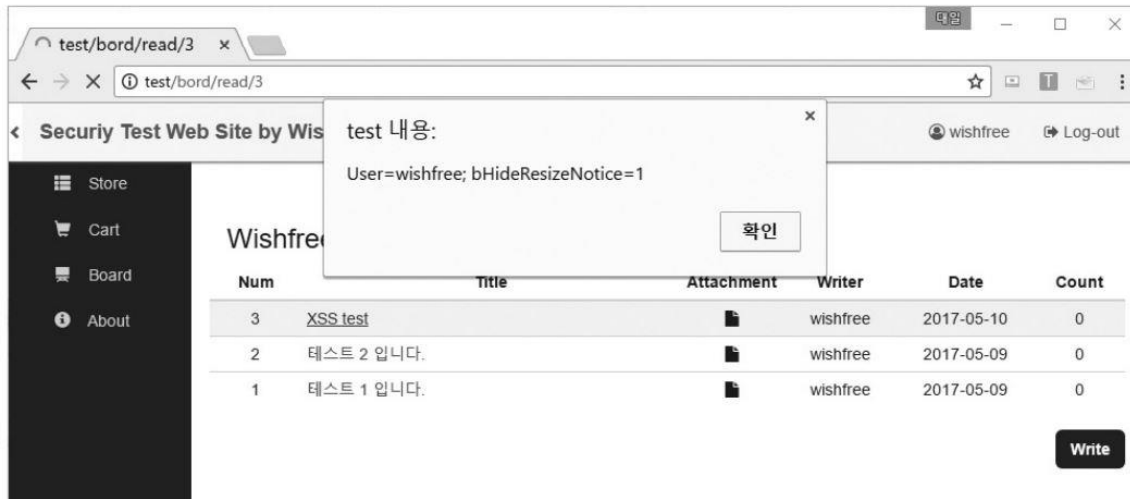 대일
test/bord/read/3
test/bord/read/3
T
Securiy Test Web Site by Wis
wishfree
Log-out
test 내용:
User=wishfree; bHideResizeNotice=1
확인
Store
Cart
Board
About
Wishfree
Num Title Attachment Writer Date Count
3 XSS test wishfree 2017-05-10 0
2 테스트 2 입니다. wishfree 2017-05-09 0
1 테스트 1 입니다. wishfree 2017-05-09 0
Write